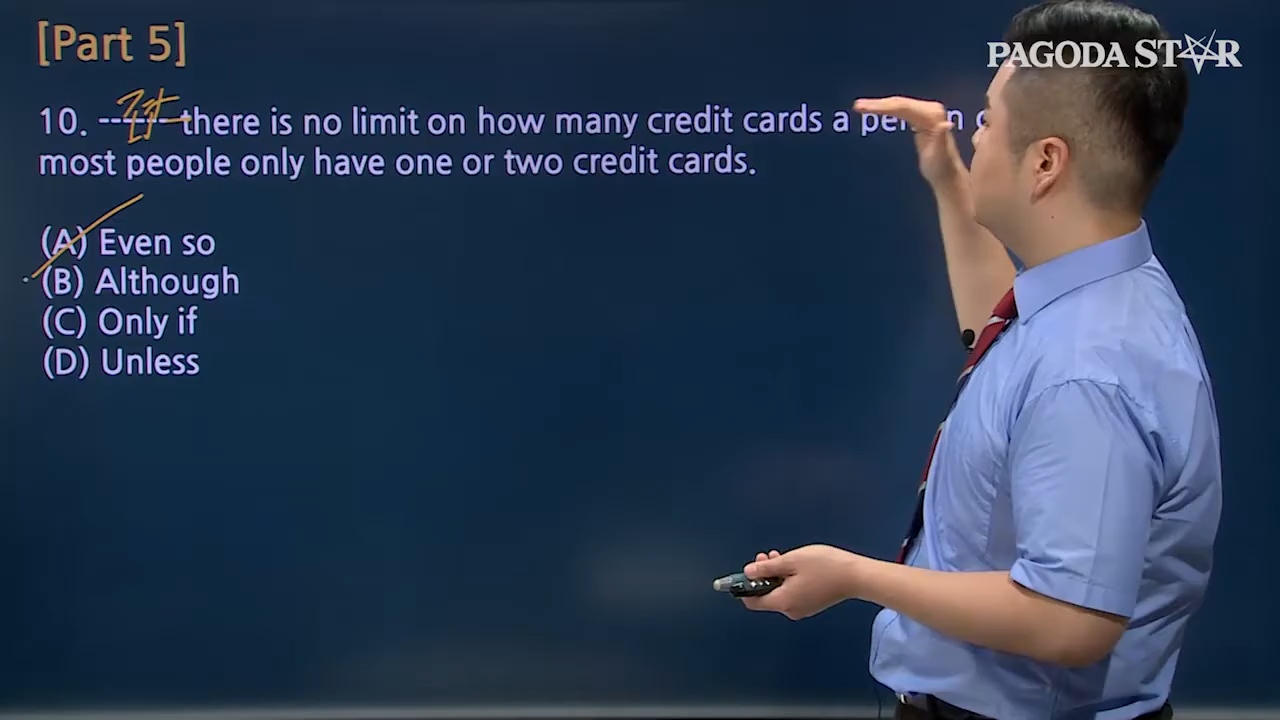 [Part 5]
PAGODA STAR
10. ------- there is no limit on how many credit cards a
most people only have one or two credit cards.
(A) Even so
(B) Although
(C) Only if
(D) Unless